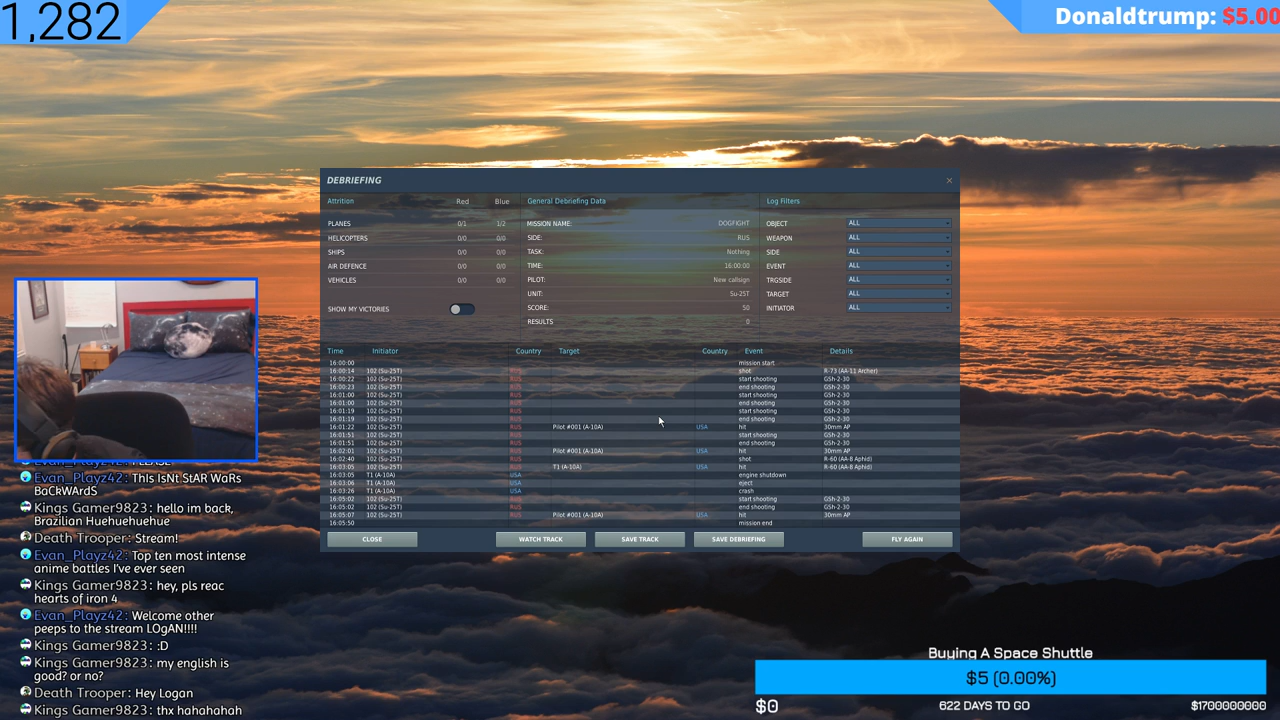 1,282
Donaldtrump: $5.00
DEBRIEFING
Attrition Red Blue
PLANES 0/1 1/2
HELICOPTERS 0/0 0/0
SHIPS 0/0 0/0
AIR DEFENCE 0/0 0/0
VEHICLES 0/0 0/0
SHOW MY VICTORIES
General Debriefing Data
MISSION NAME: DOGFIGHT
SIDE: RUS
TASK: Nothing
TIME: 16:00:00
PILOT: New callsign
UNIT: Su-25T
SCORE: 50
RESULTS 0
Log Filters
OBJECT ALL
WEAPON ALL
SIDE ALL
EVENT ALL
TRGSIDE ALL
TARGET ALL
INITIATOR ALL
Time Initiator Country Target Country Event Details
16:00:00 mission start
16:00:14 102 (Su-25T) RUS shot R-73 (AA-11 Archer)
16:00:22 102 (Su-25T) RUS start shooting GSh-2-30
16:00:23 102 (Su-25T) RUS end shooting GSh-2-30
16:01:00 102 (Su-25T) RUS start shooting GSh-2-30
16:01:00 102 (Su-25T) RUS end shooting GSh-2-30
16:01:19 102 (Su-25T) RUS start shooting GSh-2-30
16:01:19 102 (Su-25T) RUS end shooting GSh-2-30
16:01:22 102 (Su-25T) RUS Pilot #001 (A-10A) USA hit 30mm AP
16:01:51 102 (Su-25T) RUS start shooting GSh-2-30
16:01:51 102 (Su-25T) RUS end shooting GSh-2-30
16:02:01 102 (Su-25T) RUS Pilot #001 (A-10A) USA hit 30mm AP
16:02:40 102 (Su-25T) RUS shot R-60 (AA-8 Aphid)
16:03:05 102 (Su-25T) RUS T1 (A-10A) USA hit R-60 (AA-8 Aphid)
16:03:05 T1 (A-10A) USA engine shutdown
16:03:06 T1 (A-10A) USA eject
16:03:26 T1 (A-10A) USA crash
16:05:02 102 (Su-25T) RUS start shooting GSh-2-30
16:05:02 102 (Su-25T) RUS end shooting GSh-2-30
16:05:07 102 (Su-25T) RUS Pilot #001 (A-10A) USA hit 30mm AP
16:05:50 mission end
CLOSE WATCH TRACK SAVE TRACK SAVE DEBRIEFING FLY AGAIN
Evan_Playz42: PLEASE!
Evan_Playz42: ThIs IsNt StAR WaRs
BaCkWArdS
Kings Gamer9823: hello im back,
Brazilian Huehuehuehue
Death Trooper: Stream!
Evan_Playz42: Top ten most intense
anime battles I've ever seen
Kings Gamer9823: hey, pls reac
hearts of iron 4
Evan_Playz42: Welcome other
peeps to the stream LOgAN!!!!
Kings Gamer9823: :D
Kings Gamer9823: my english is
good? or no?
Death Trooper: Hey Logan
Kings Gamer9823: thx hahahahah
Buying A Space Shuttle
$5 (0.00%)
$0 622 DAYS TO GO $1700000000